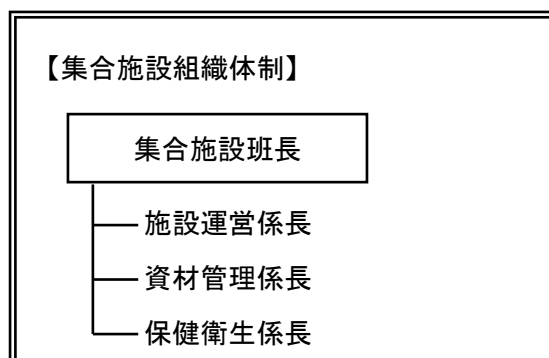 【集合施設組織体制】
集合施設班長
施設運営係長
資材管理係長
保健衛生係長